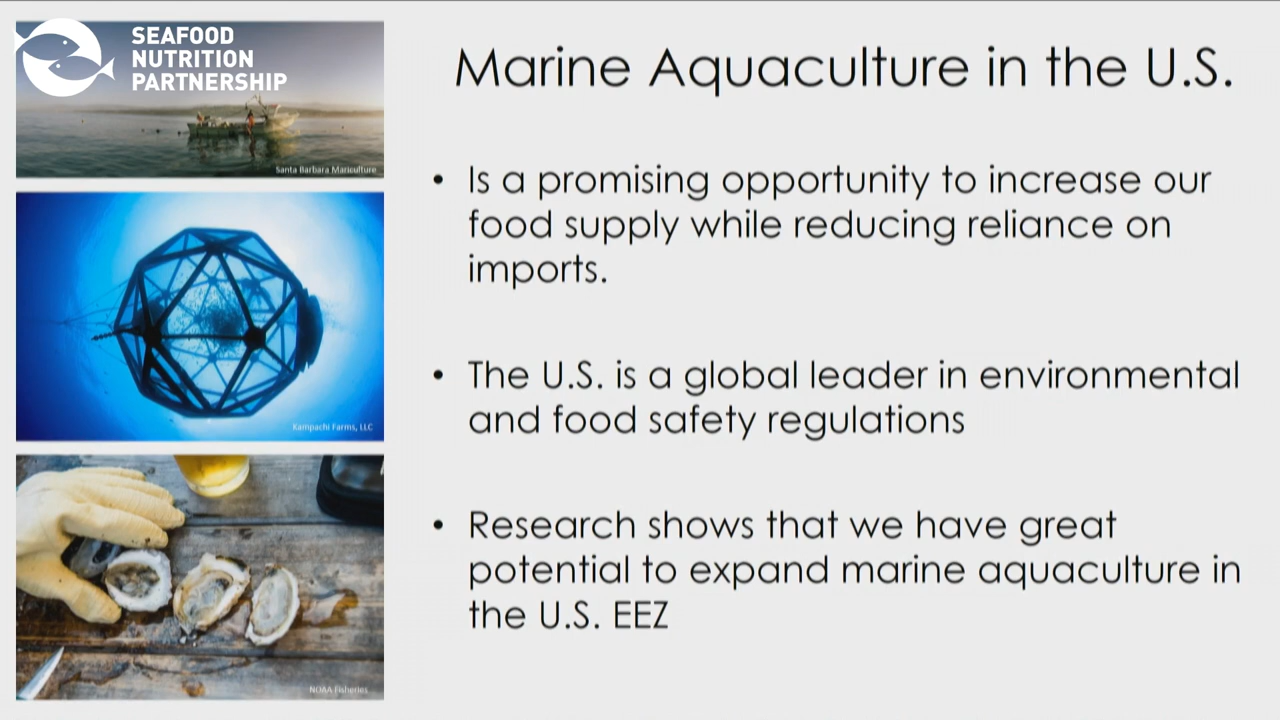 SEAFOOD
NUTRITION
PARTNERSHIP
Santa Barbara Mariculture
Kampachi Farms, LLC
NOAA Fisheries
Marine Aquaculture in the U.S.
• Is a promising opportunity to increase our
food supply while reducing reliance on
imports.
• The U.S. is a global leader in environmental
and food safety regulations
• Research shows that we have great
potential to expand marine aquaculture in
the U.S. EEZ